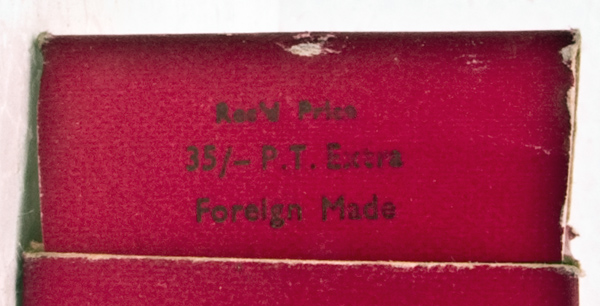 Rec'd Price
35/- P.T. Extra
Foreign Made